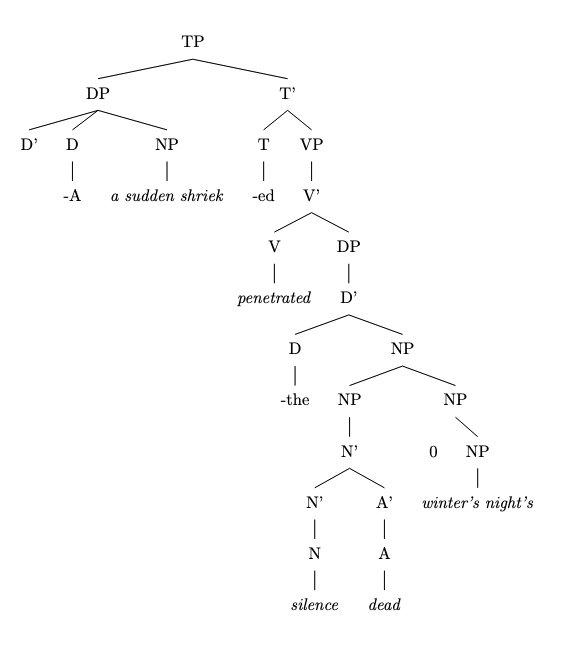 TP
DP T'
D' D NP T VP
-A a sudden shriek -ed V'
V DP
penetrated D'
D NP
-the NP NP
N' 0 NP
N' A' winter's night's
N A
silence dead